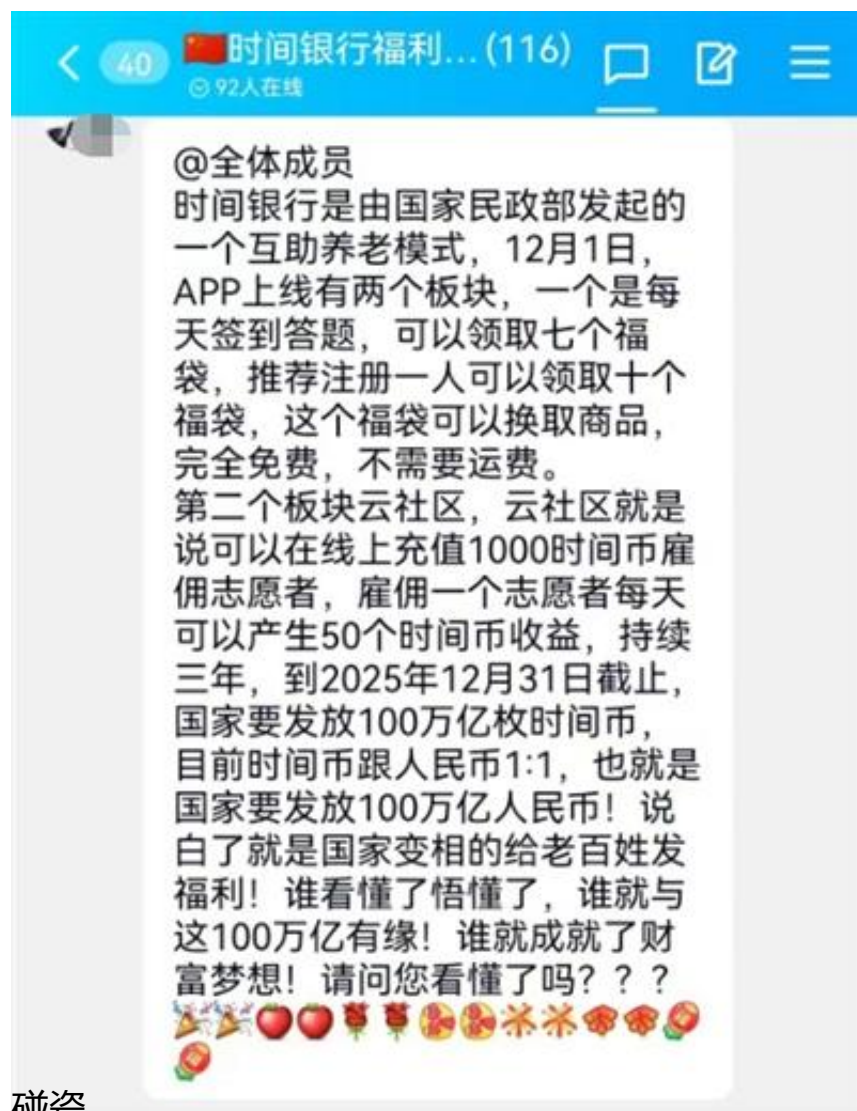 40
🇨🇳时间银行福利...(116)
92人在线
@全体成员
时间银行是由国家民政部发起的
一个互助养老模式，12月1日，
APP上线有两个板块，一个是每
天签到答题，可以领取七个福
袋，推荐注册一人可以领取十个
福袋，这个福袋可以换取商品，
完全免费，不需要运费。
第二个板块云社区，云社区就是
说可以在线上充值1000时间币雇
佣志愿者，雇佣一个志愿者每天
可以产生50个时间币收益，持续
三年，到2025年12月31日截止，
国家要发放100万亿枚时间币，
目前时间币跟人民币1:1，也就是
国家要发放100万亿人民币！说
白了就是国家变相的给老百姓发
福利！谁看懂了悟懂了，谁就与
这100万亿有缘！谁就成就了财
富梦想！请问您看懂了吗？？？
碰瓷